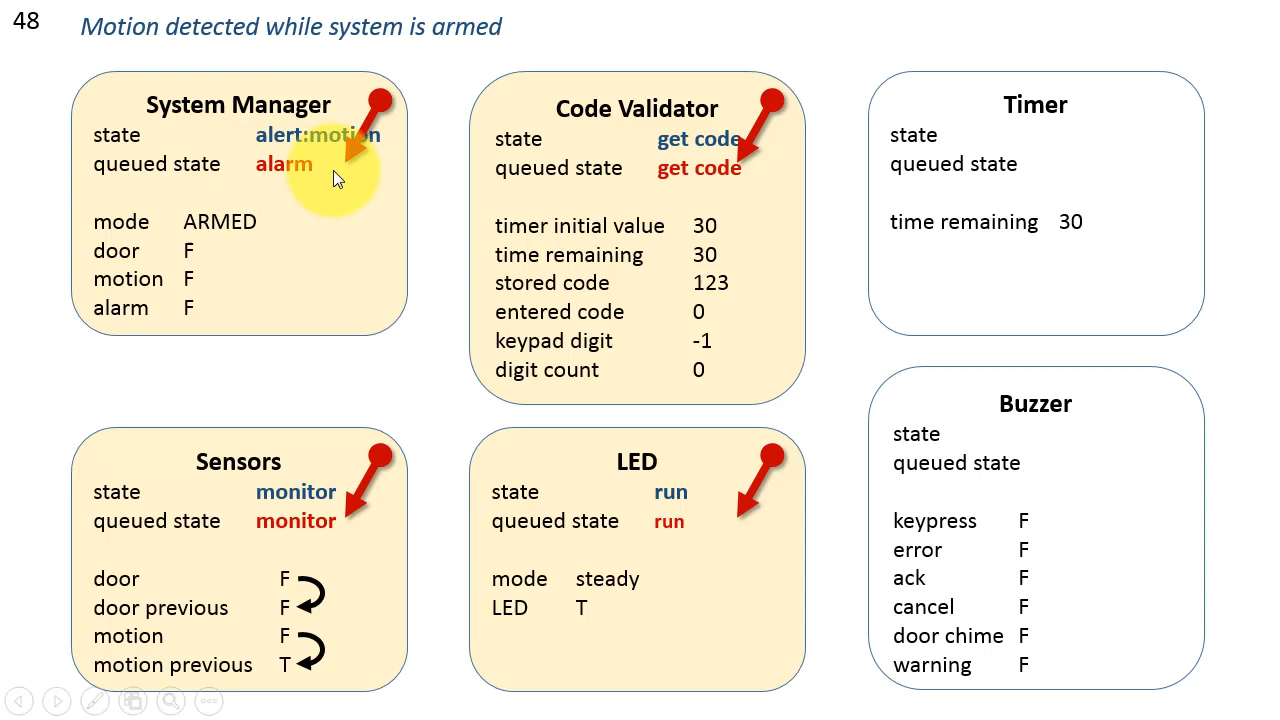 48
Motion detected while system is armed
System Manager
state alert:motion
queued state alarm
mode ARMED
door F
motion F
alarm F
Code Validator
state get code
queued state get code
timer initial value 30
time remaining 30
stored code 123
entered code 0
keypad digit -1
digit count 0
Timer
state
queued state
time remaining 30
Sensors
state monitor
queued state monitor
door F
door previous F
motion F
motion previous T
LED
state run
queued state run
mode steady
LED T
Buzzer
state
queued state
keypress F
error F
ack F
cancel F
door chime F
warning F